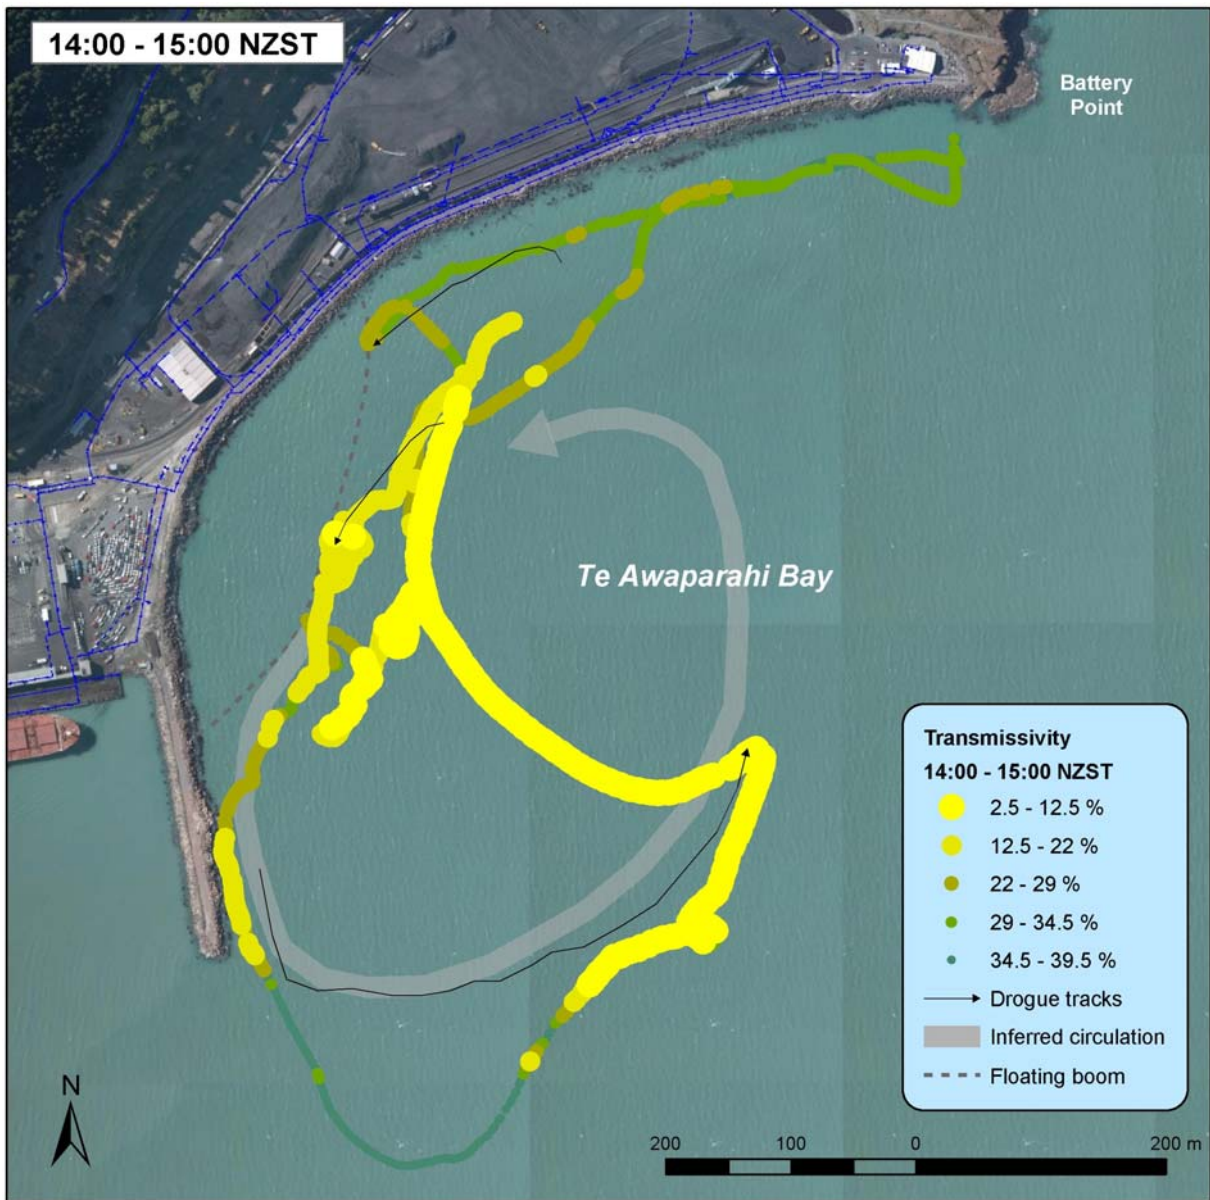 14:00 - 15:00 NZST
Battery
Point
Te Awaparahi Bay
Transmissivity
14:00 - 15:00 NZST
2.5 - 12.5 %
12.5 - 22 %
22 - 29 %
29 - 34.5 %
34.5 - 39.5 %
Drogue tracks
Inferred circulation
Floating boom
N
200 100 0 200 m